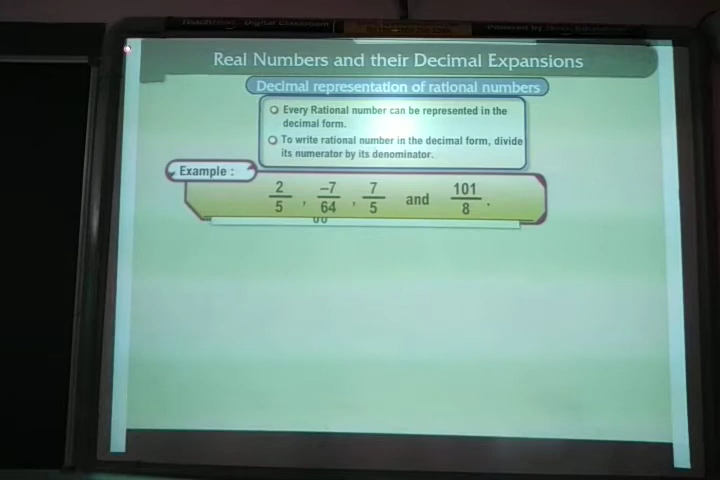 Real Numbers and their Decimal Expansions
Decimal representation of rational numbers
Every Rational number can be represented in the
decimal form.
To write rational number in the decimal form, divide
its numerator by its denominator.
Example :
2/5 , –7/64 , 7/5 and 101/8 .